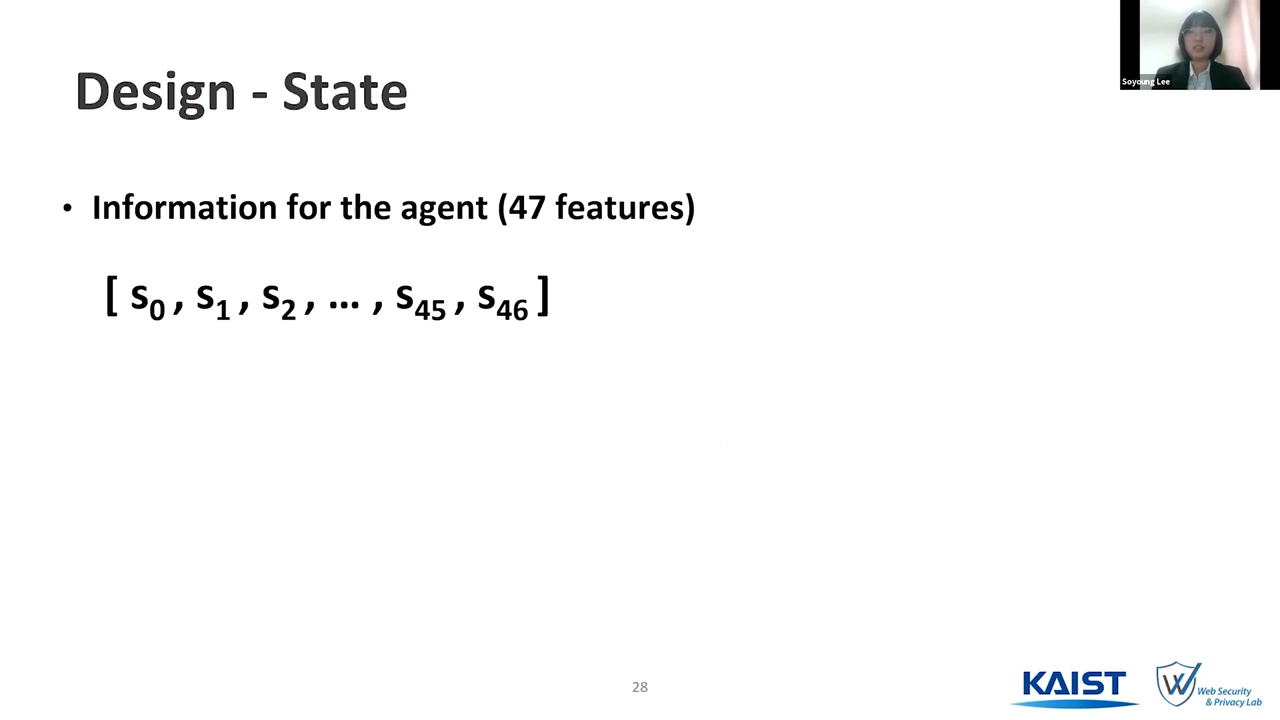 Soyoung Lee
Design - State
• Information for the agent (47 features)
[ s₀ , s₁ , s₂ , … , s₄₅ , s₄₆ ]
28
KAIST
W
Web Security
& Privacy Lab